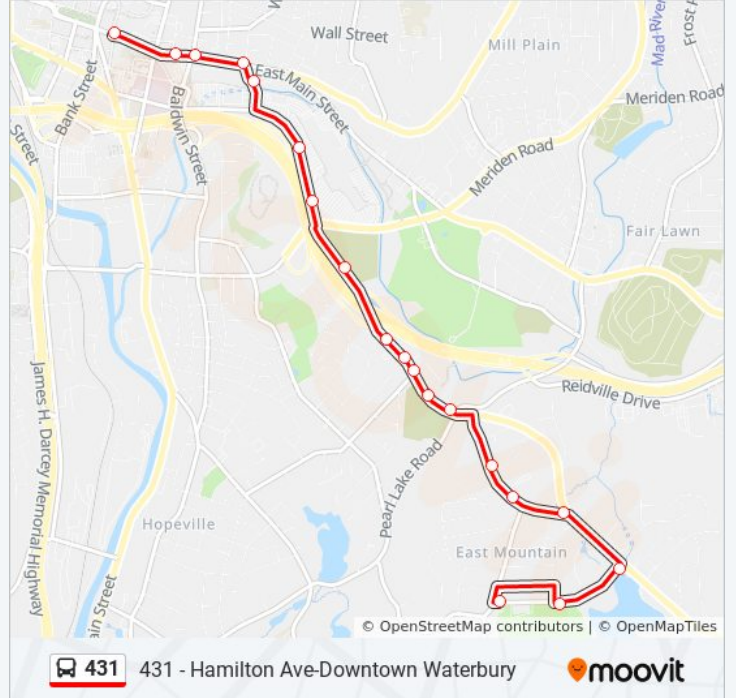 Wall Street
Mill Plain
Mad River
Frost
Bank Street
East Main Street
Meriden Road
Baldwin Street
Street
Meriden Road
Fair Lawn
James H. Darcey Memorial Highway
Reidville Drive
Pearl Lake Road
Hopeville
East Mountain
ain Street
© OpenStreetMap contributors | © OpenMapTiles
431 431 - Hamilton Ave-Downtown Waterbury moovit